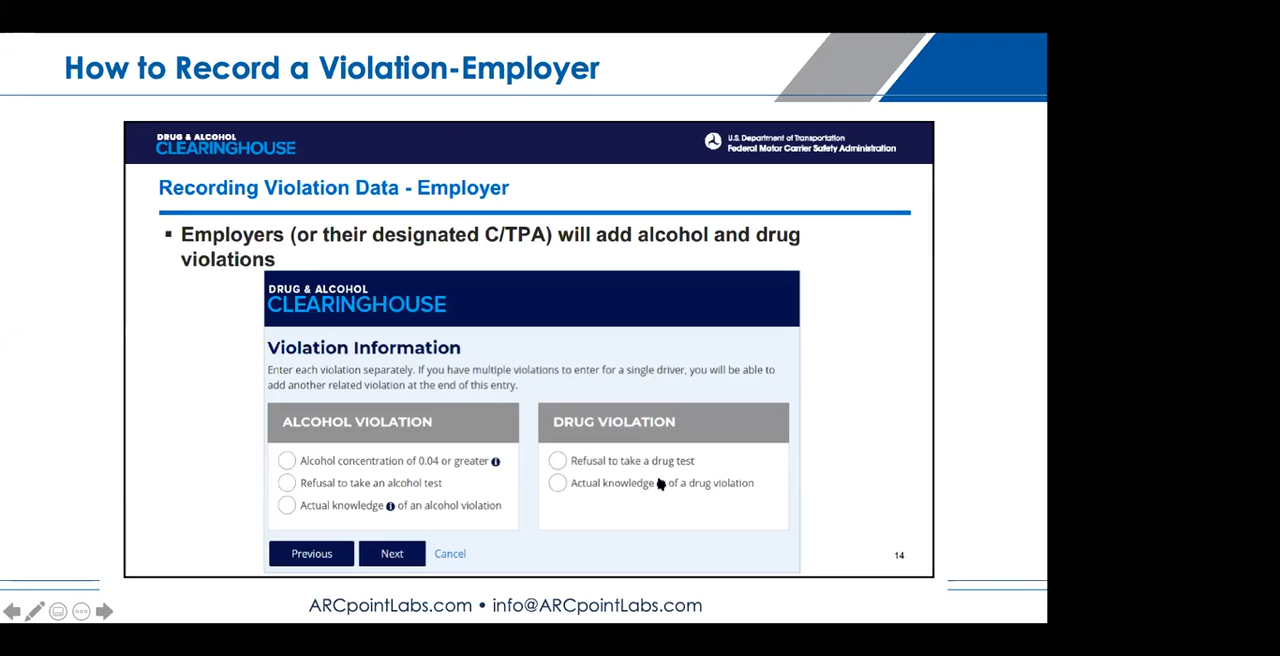 How to Record a Violation-Employer
DRUG & ALCOHOL
CLEARINGHOUSE
U.S. Department of Transportation
Federal Motor Carrier Safety Administration
Recording Violation Data - Employer
▪ Employers (or their designated C/TPA) will add alcohol and drug
violations
DRUG & ALCOHOL
CLEARINGHOUSE
Violation Information
Enter each violation separately. If you have multiple violations to enter for a single driver, you will be able to
add another related violation at the end of this entry.
ALCOHOL VIOLATION
Alcohol concentration of 0.04 or greater
Refusal to take an alcohol test
Actual knowledge of an alcohol violation
DRUG VIOLATION
Refusal to take a drug test
Actual knowledge of a drug violation
Previous
Next
Cancel
14
ARCpointLabs.com • info@ARCpointLabs.com